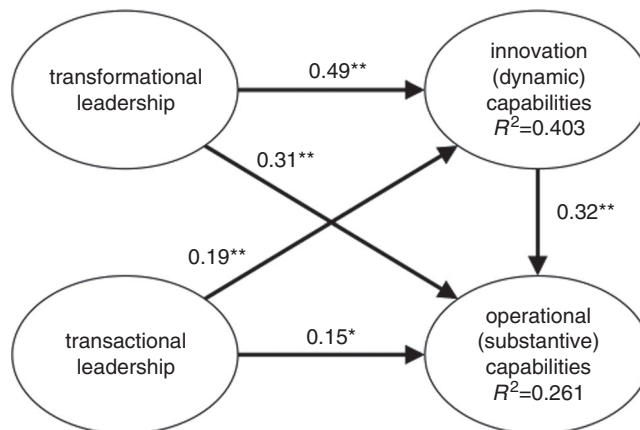 transformational
leadership
0.49**
innovation
(dynamic)
capabilities
R²=0.403
0.31**
0.32**
0.19**
transactional
leadership
0.15*
operational
(substantive)
capabilities
R²=0.261